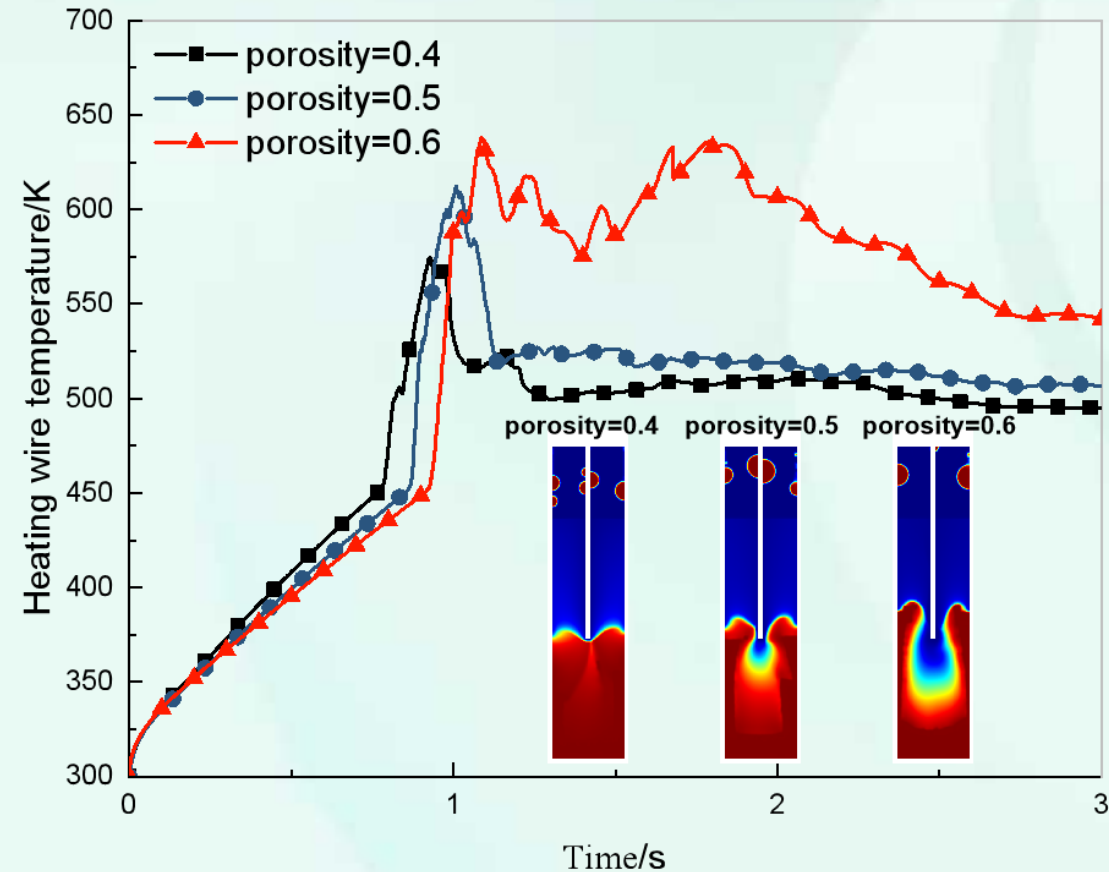 700
650
600
550
500
450
400
350
300
Heating wire temperature/K
porosity=0.4
porosity=0.5
porosity=0.6
porosity=0.4 porosity=0.5 porosity=0.6
0 1 2 3
Time/s